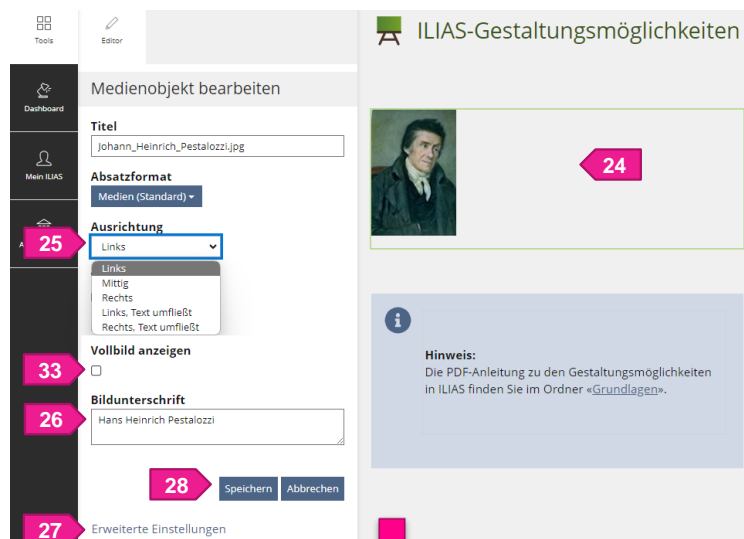 Tools
Editor
ILIAS-Gestaltungsmöglichkeiten
Dashboard
Mein ILIAS
A
Medienobjekt bearbeiten
Titel
Johann_Heinrich_Pestalozzi.jpg
Absatzformat
Medien (Standard)
Ausrichtung
Links
Links
Mittig
Rechts
Links, Text umfließt
Rechts, Text umfließt
Vollbild anzeigen
Bildunterschrift
Hans Heinrich Pestalozzi
Speichern Abbrechen
Erweiterte Einstellungen
25
33
26
28
27
24
Hinweis:
Die PDF-Anleitung zu den Gestaltungsmöglichkeiten
in ILIAS finden Sie im Ordner «Grundlagen».